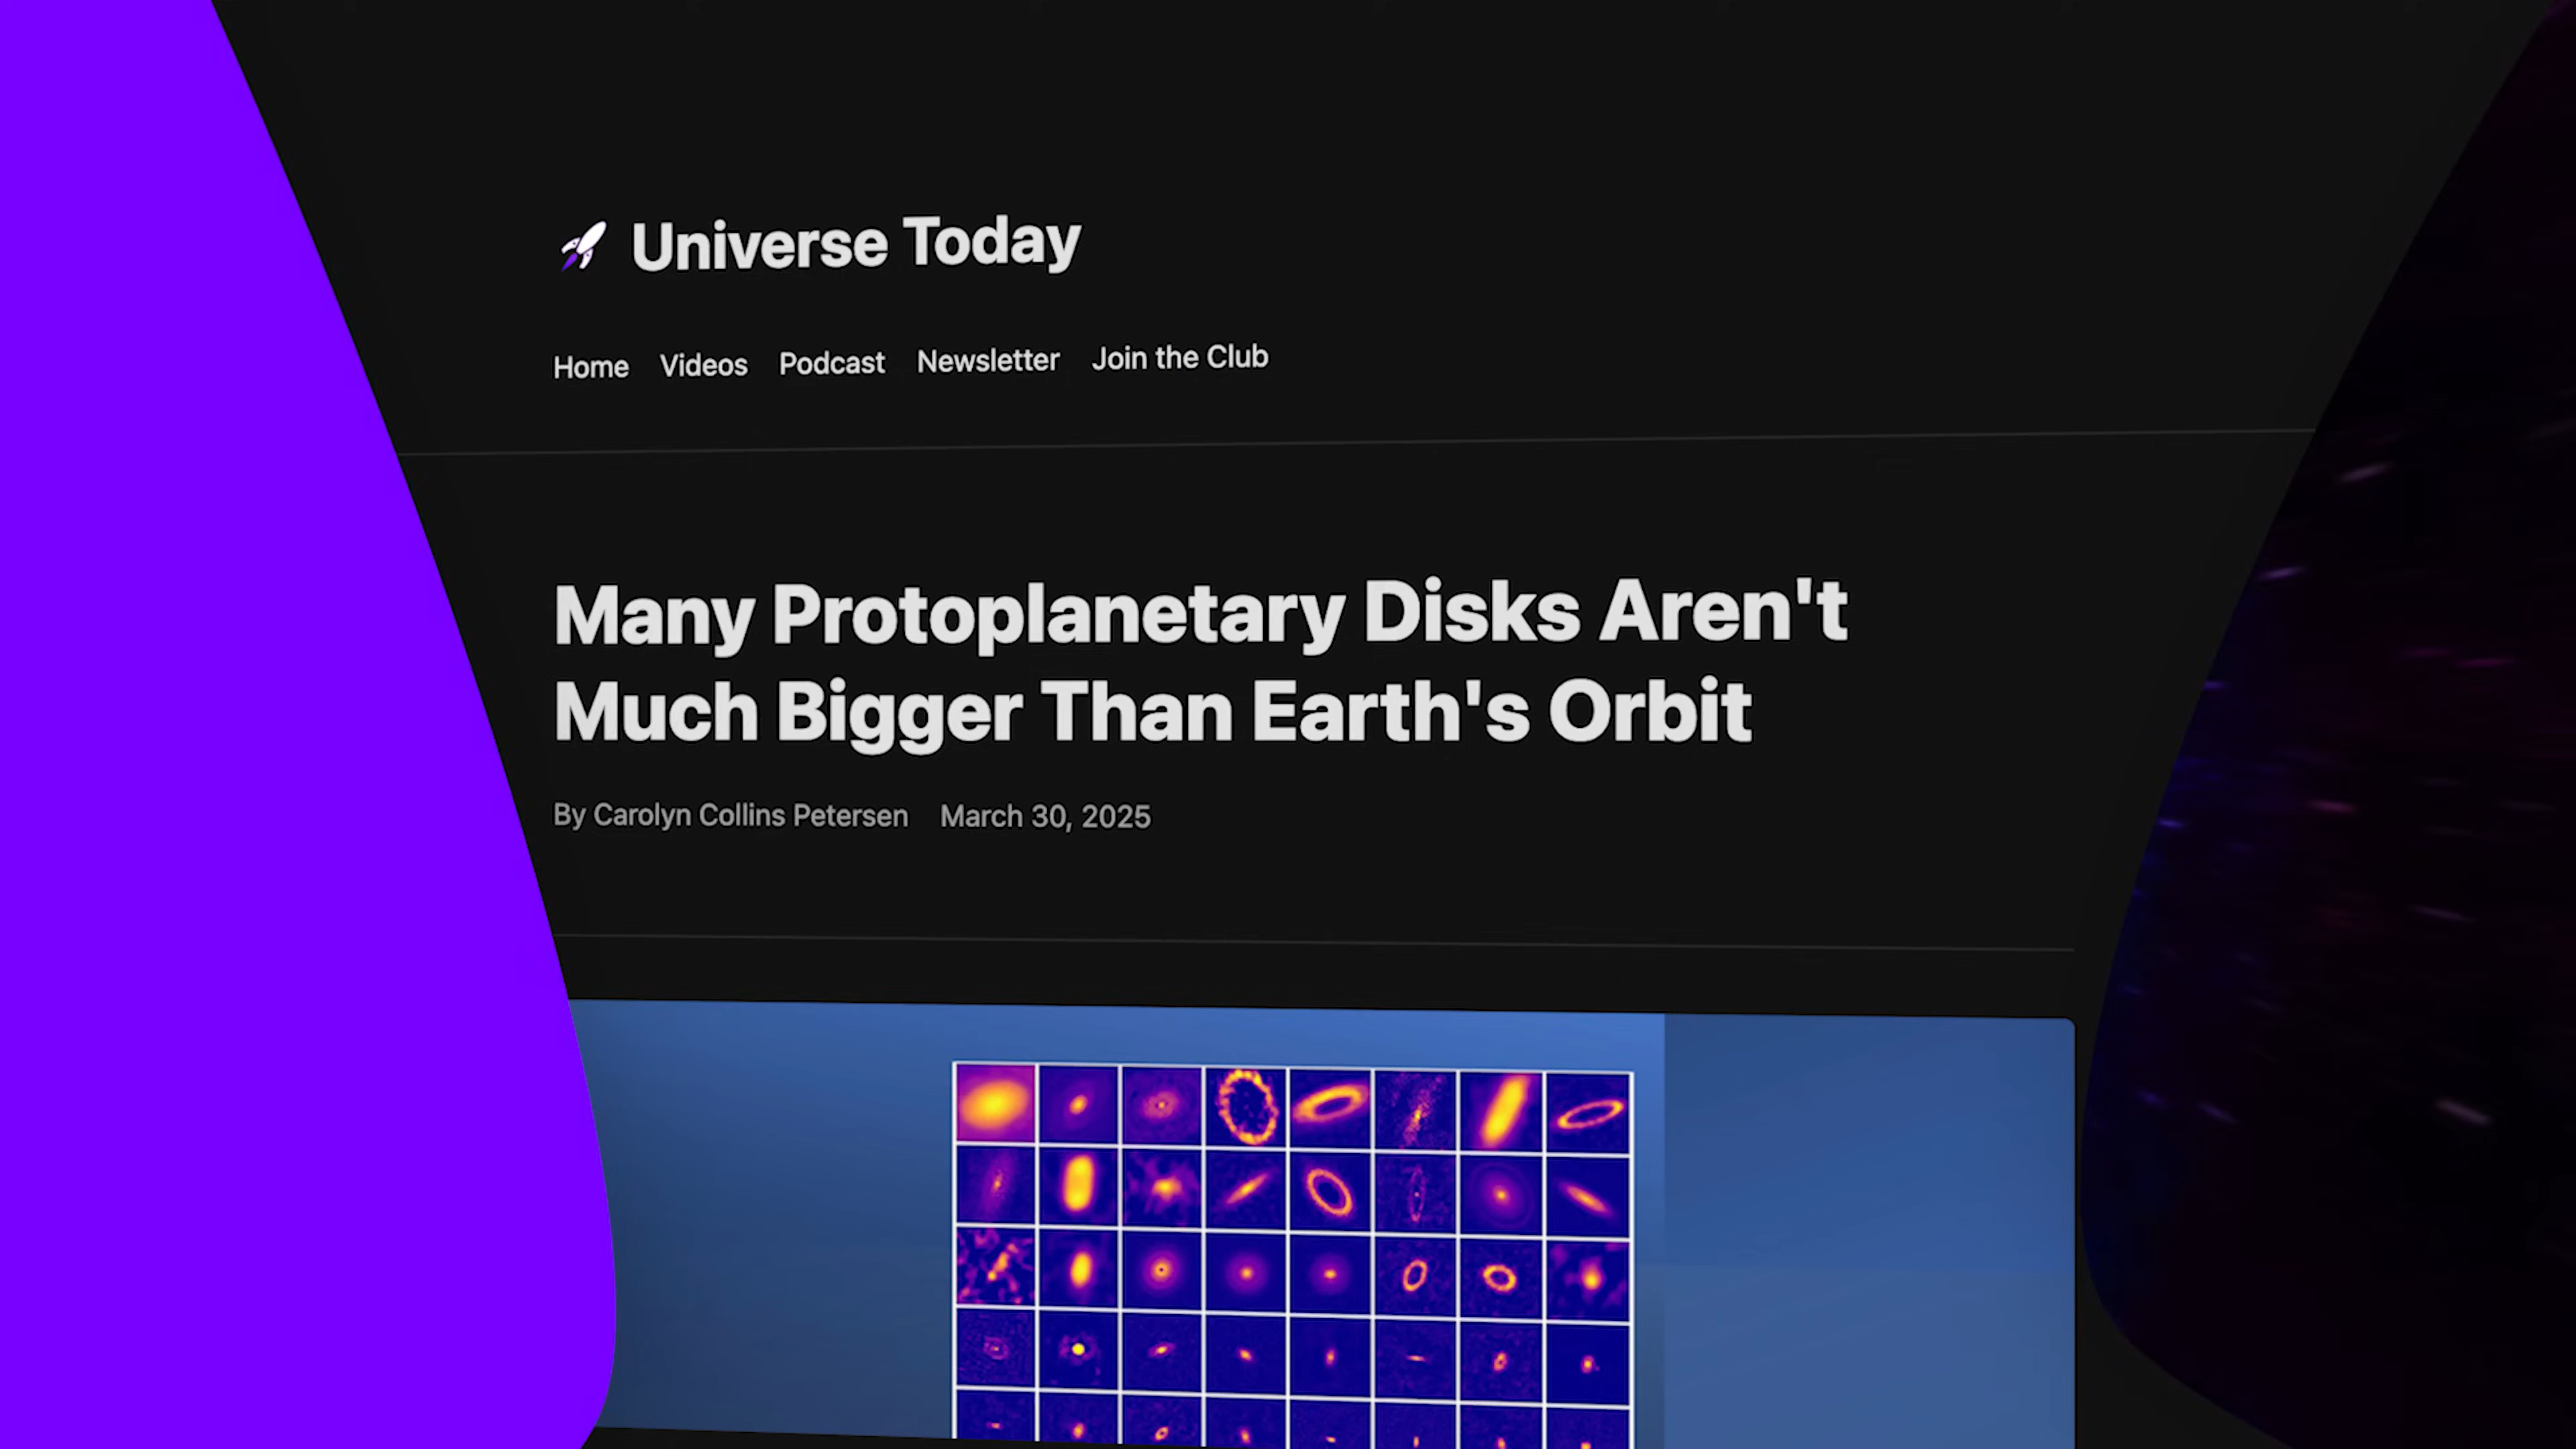 Universe Today
Home Videos Podcast Newsletter Join the Club
Many Protoplanetary Disks Aren't
Much Bigger Than Earth's Orbit
By Carolyn Collins Petersen March 30, 2025